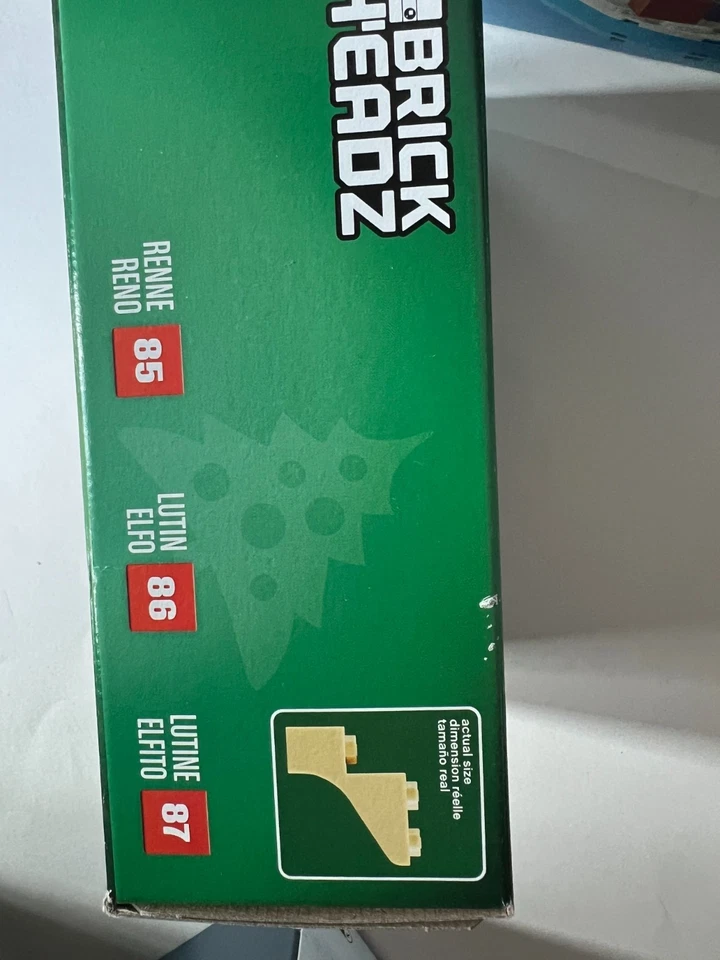 BRICK
HEADZ
RENNE
RENO
85
LUTIN
ELFO
86
LUTINE
ELFITO
87
actual size
dimension réelle
tamaño real